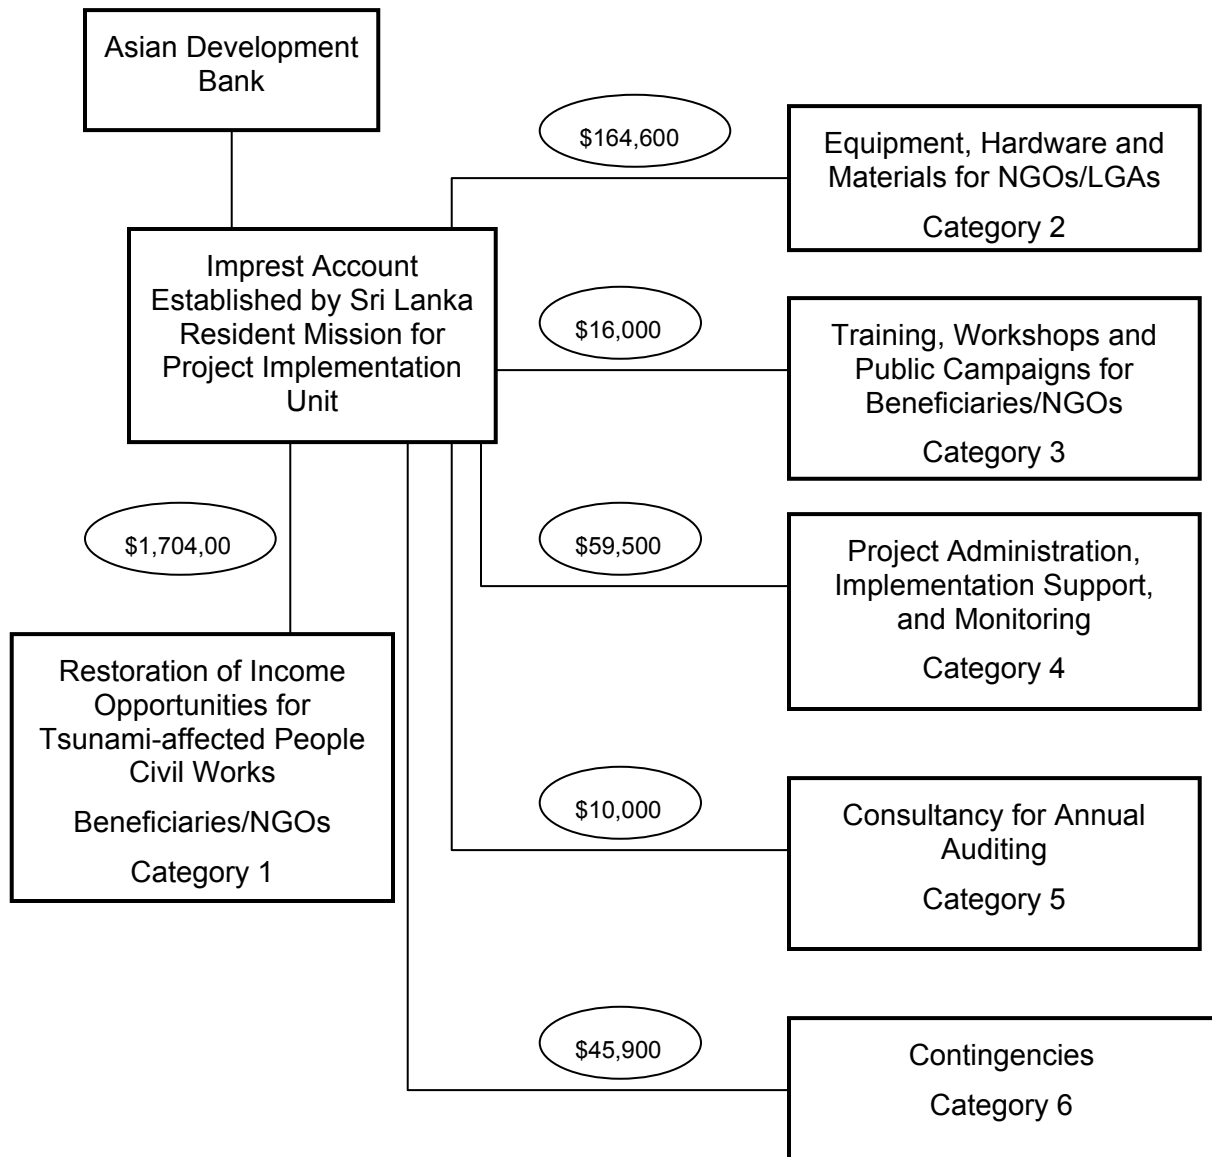 Asian Development
Bank
$164,600
Equipment, Hardware and
Materials for NGOs/LGAs
Category 2
Imprest Account
Established by Sri Lanka
Resident Mission for
Project Implementation
Unit
$16,000
Training, Workshops and
Public Campaigns for
Beneficiaries/NGOs
Category 3
$1,704,00
$59,500
Project Administration,
Implementation Support,
and Monitoring
Category 4
Restoration of Income
Opportunities for
Tsunami-affected People
Civil Works
Beneficiaries/NGOs
Category 1
$10,000
Consultancy for Annual
Auditing
Category 5
$45,900
Contingencies
Category 6